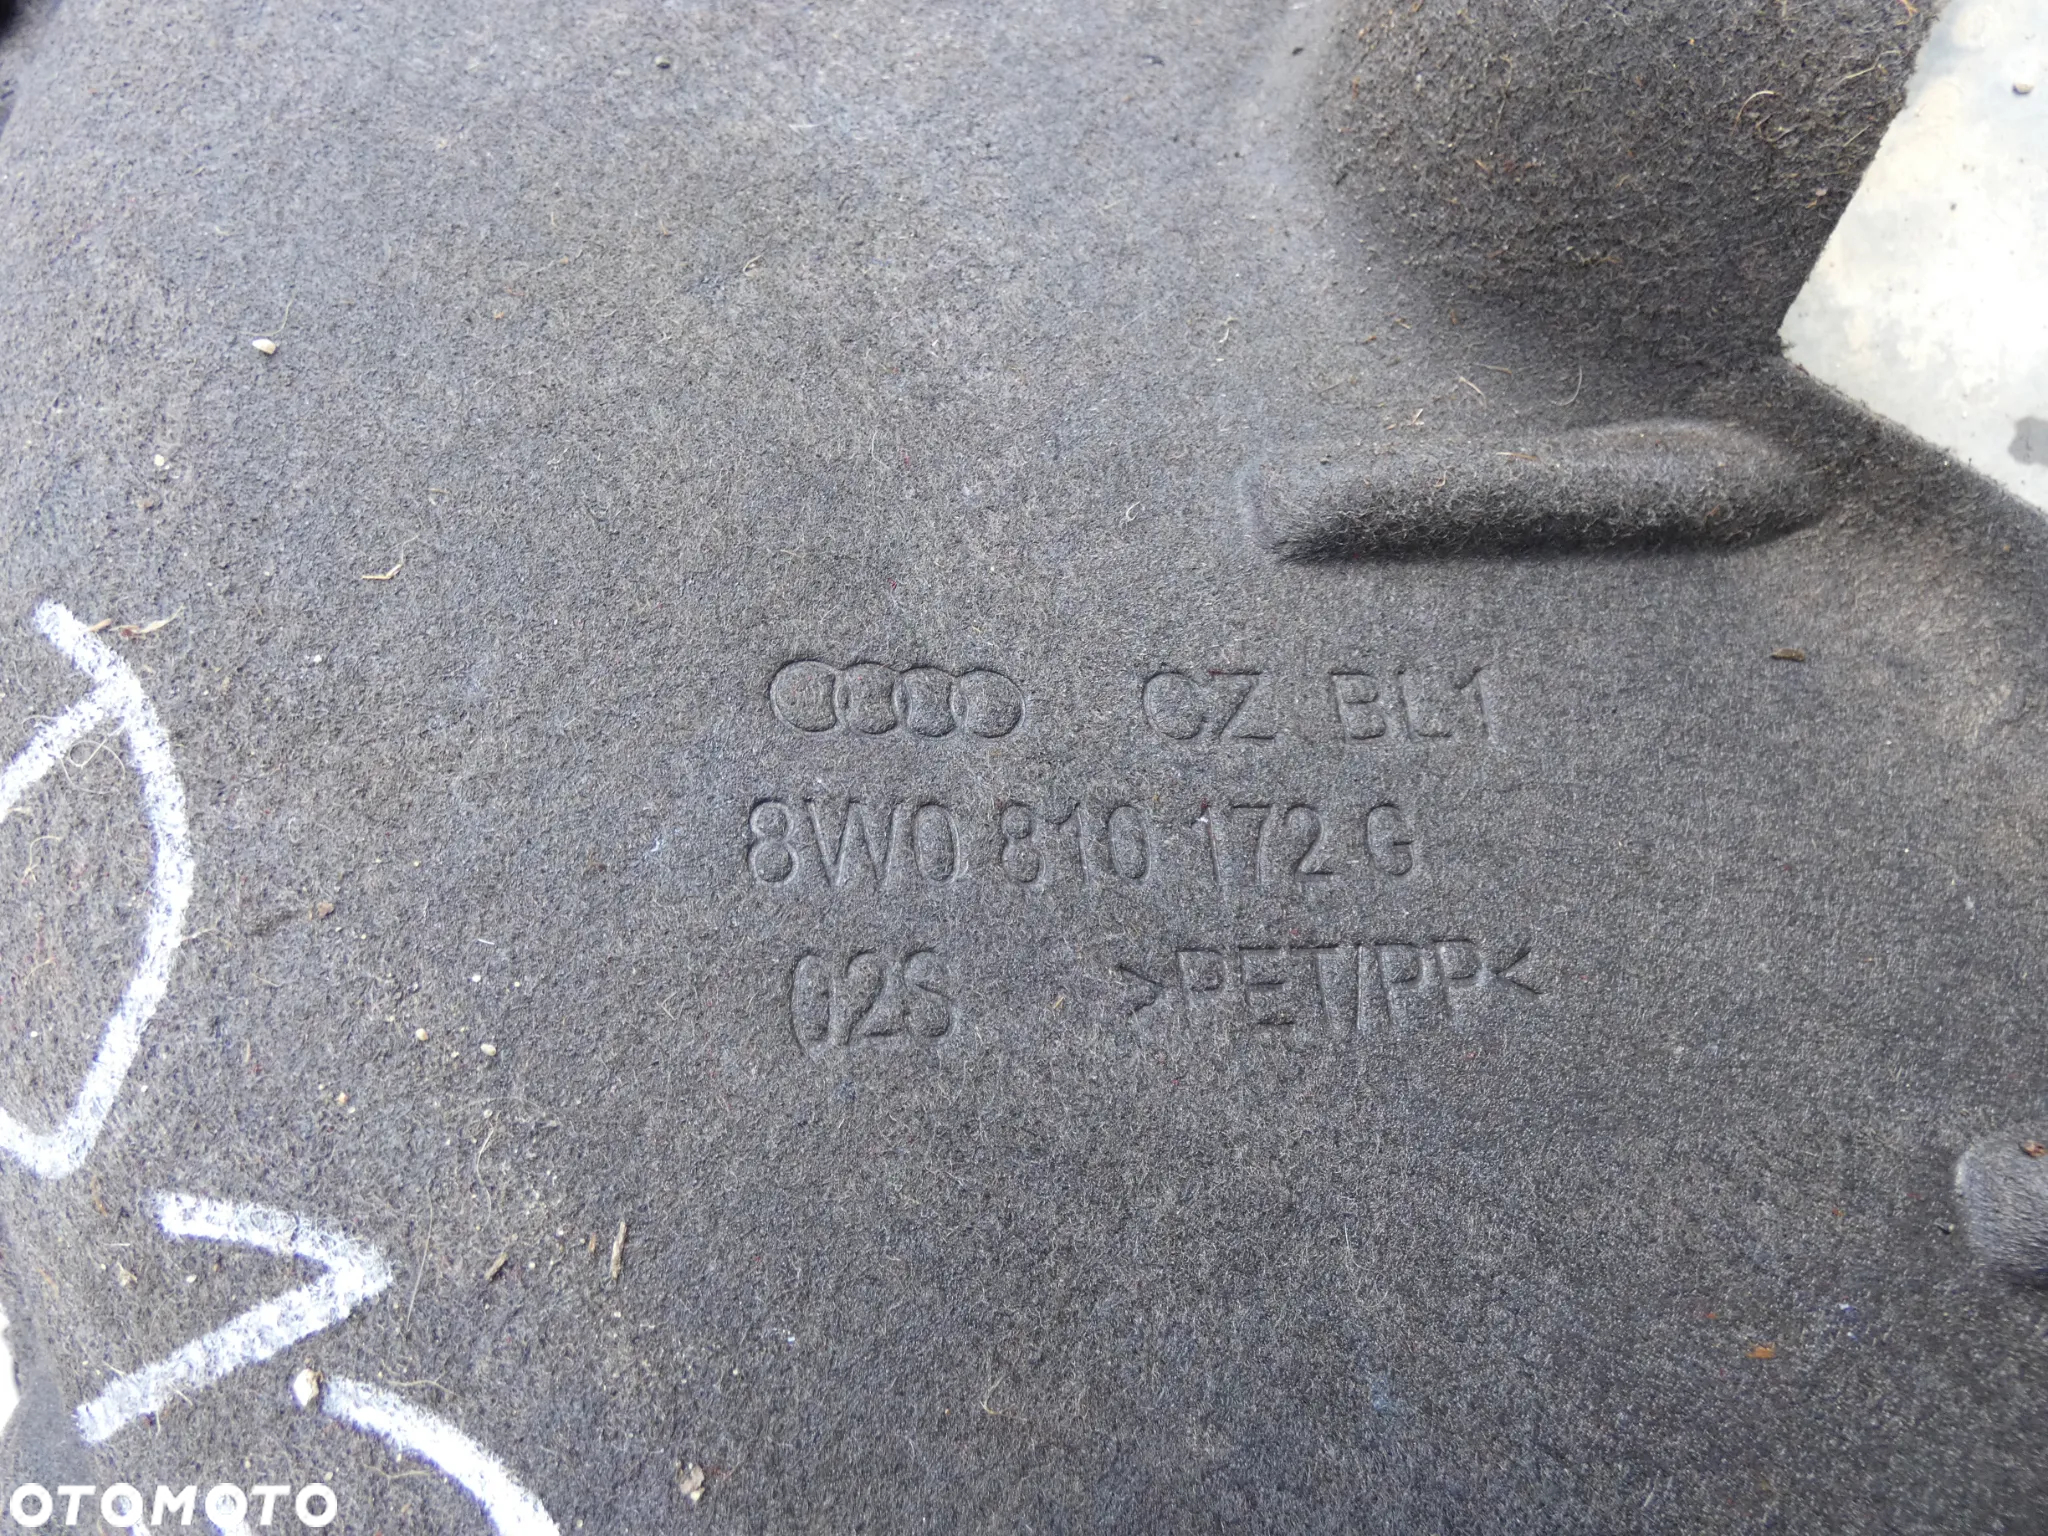 CZ BL1
8W0 810 172 G
02S >PET/PP<
OTOMOTO